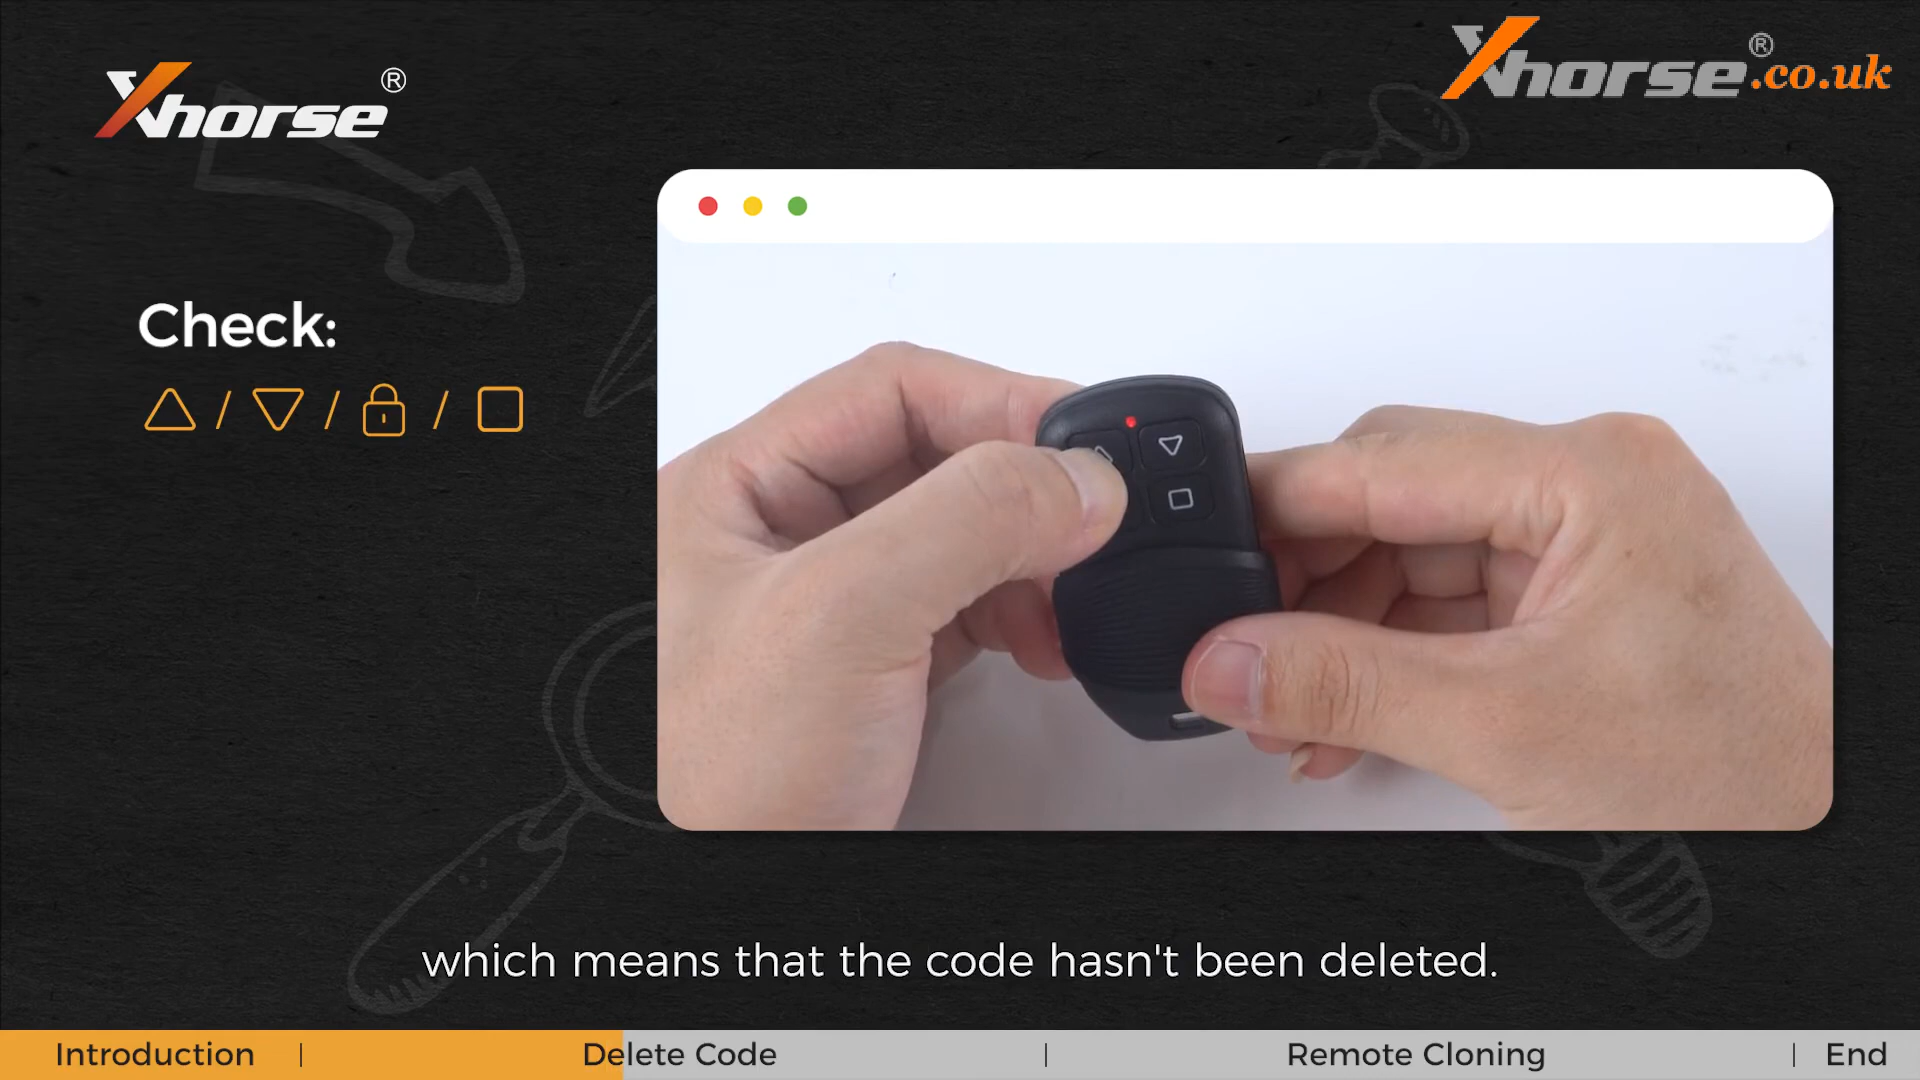 Xhorse®
Xhorse®.co.uk
Check:
/ / /
which means that the code hasn't been deleted.
Introduction | Delete Code | Remote Cloning | End